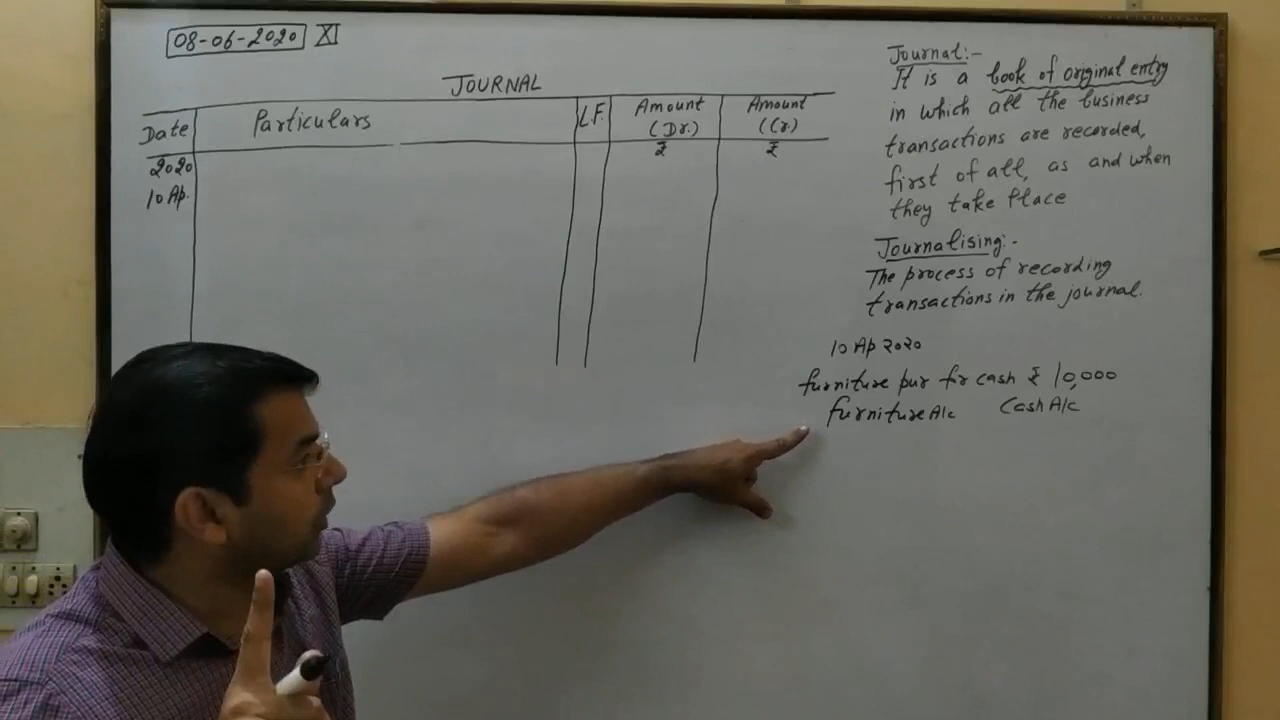 08-06-2020 XI
JOURNAL
Date Particulars L.F. Amount (Dr.) Amount (Cr)
2020 ₹ ₹
10 Ap.
Journal:-
It is a book of original entry
in which all the business
transactions are recorded,
first of all, as and when
they take Place
Journalising:-
The process of recording
transactions in the journal.
10 Ap 2020
furniture pur for cash ₹ 10,000
furniture A/c Cash A/c